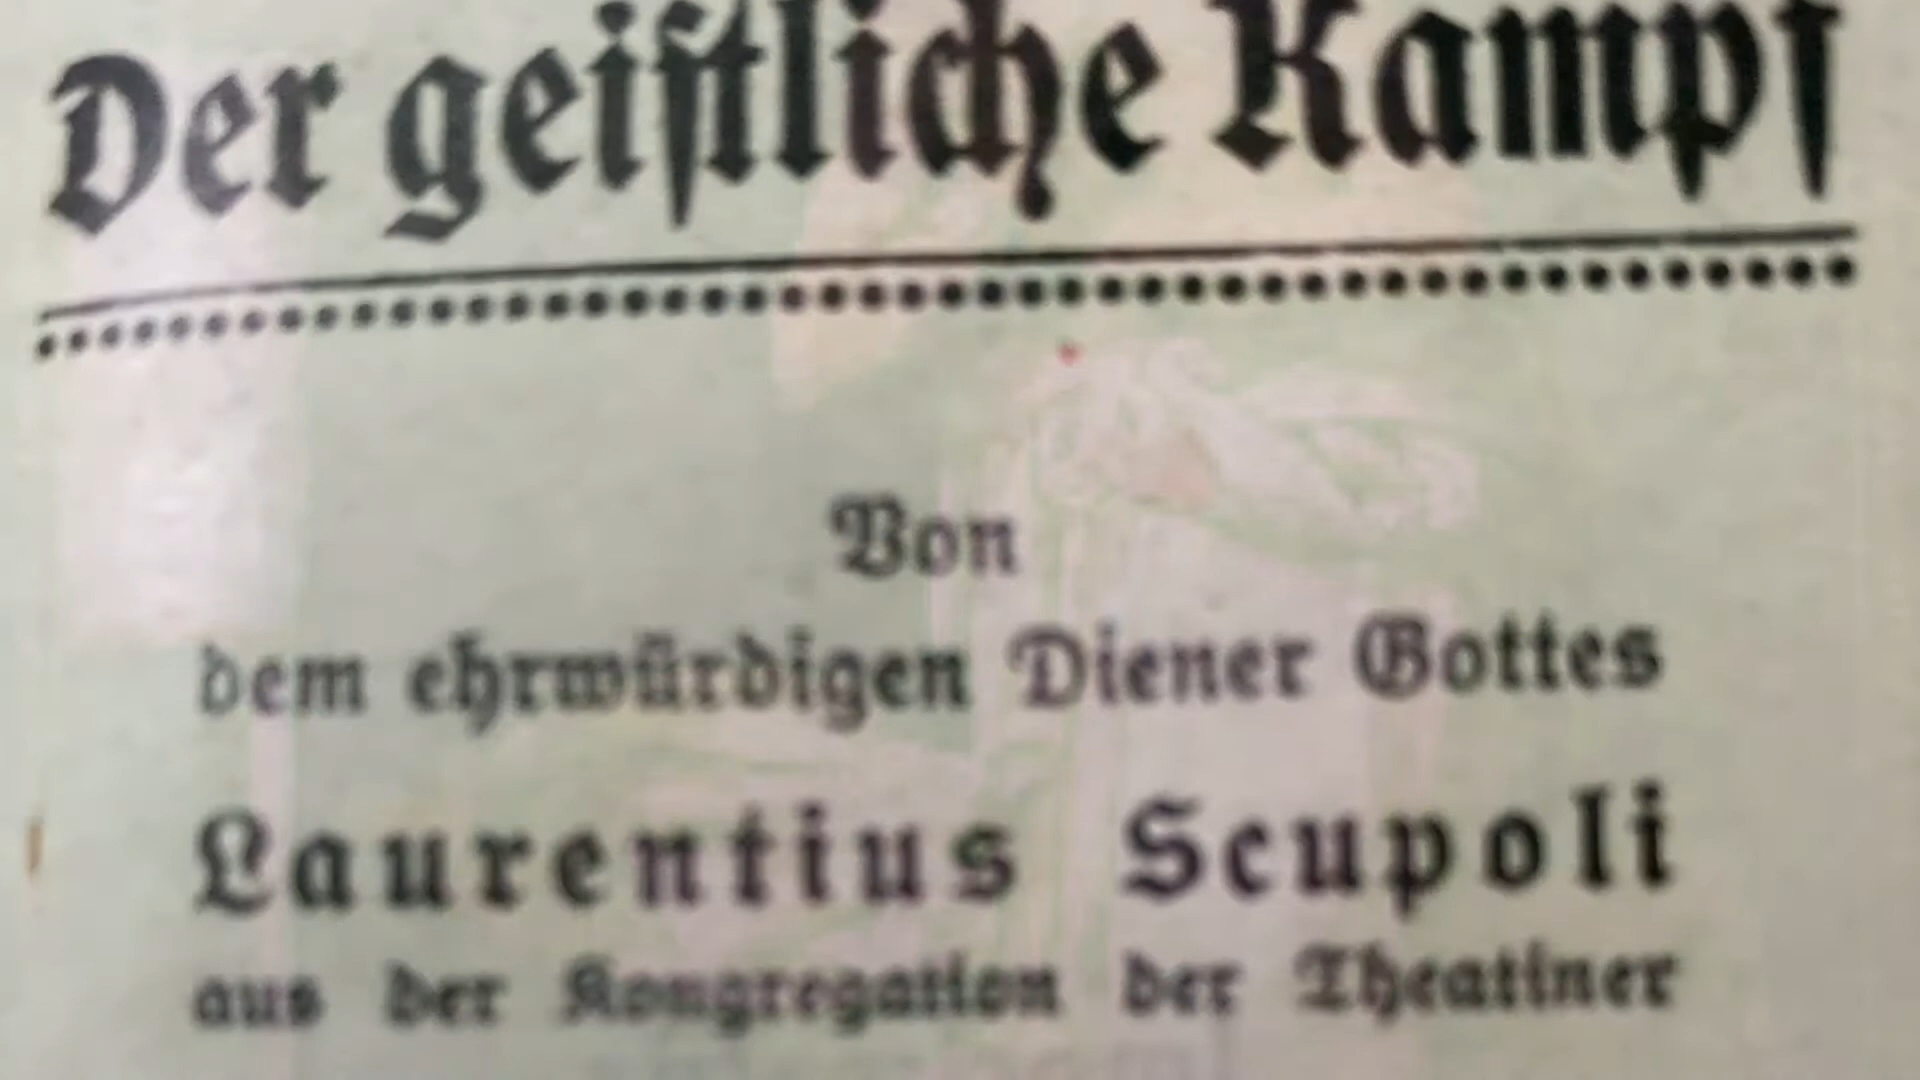 Der geiſtliche Kampf
Von
dem ehrwürdigen Diener Gottes
Laurentius Scupoli
aus der Kongregation der Theatiner